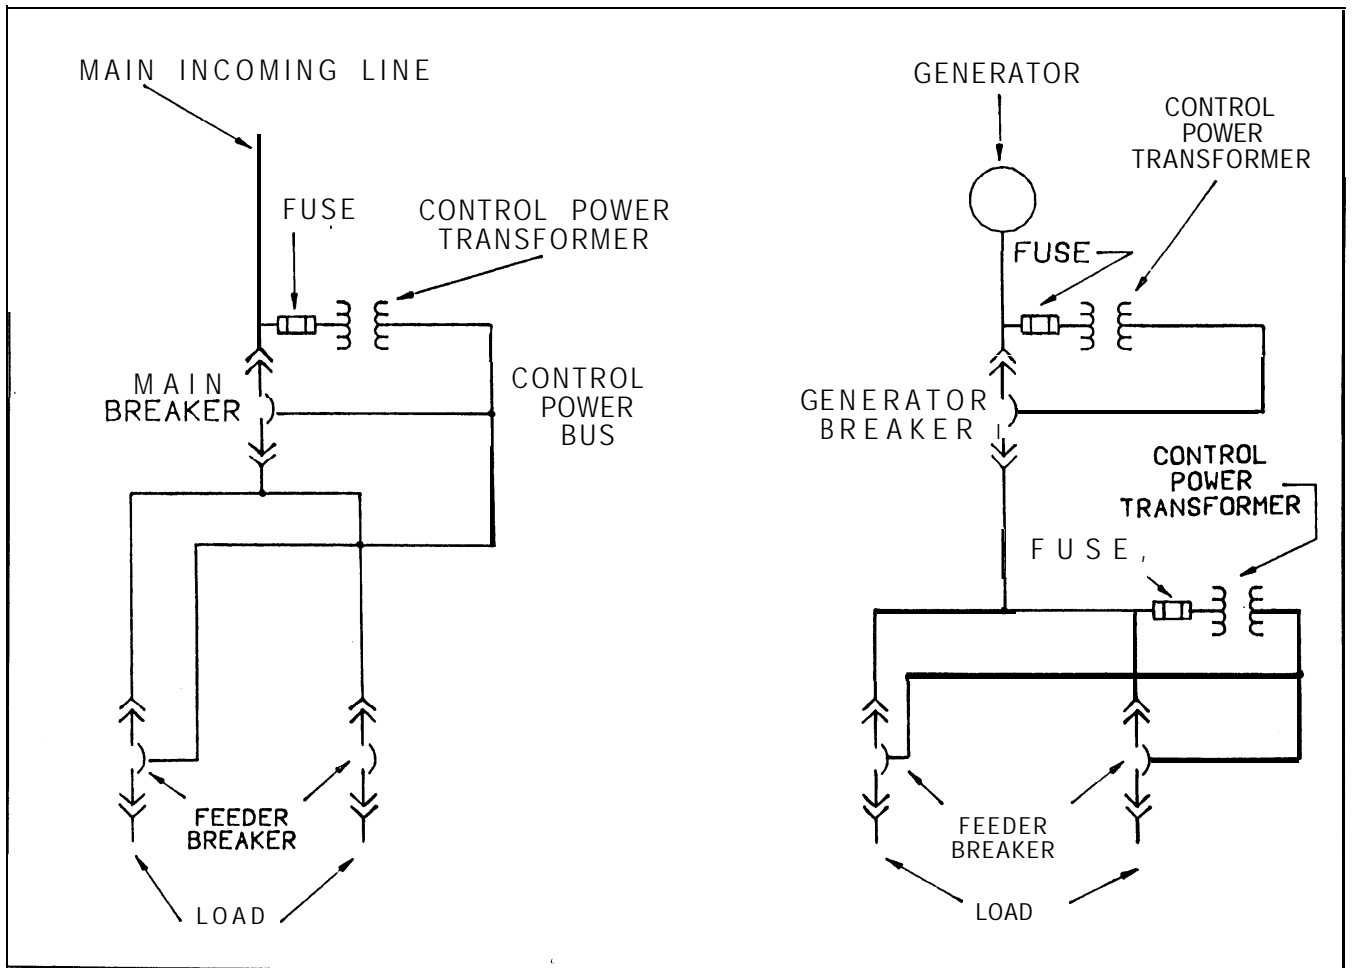 MAIN INCOMING LINE
FUSE
CONTROL POWER
TRANSFORMER
MAIN
BREAKER
CONTROL
POWER
BUS
FEEDER
BREAKER
LOAD
GENERATOR
CONTROL
POWER
TRANSFORMER
FUSE
GENERATOR
BREAKER
CONTROL
POWER
TRANSFORMER
FUSE
FEEDER
BREAKER
LOAD